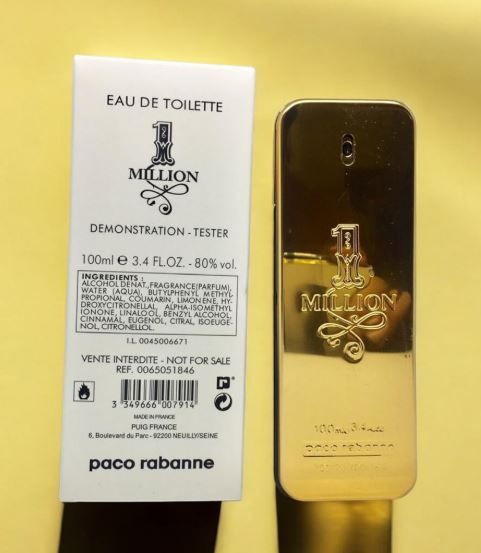 EAU DE TOILETTE
1
MILLION
DEMONSTRATION - TESTER
100ml e 3.4 FL.OZ. - 80% vol.
INGREDIENTS :
ALCOHOL DENAT., FRAGRANCE (PARFUM),
WATER (AQUA), BUTYLPHENYL METHYL-
PROPIONAL, COUMARIN, LIMONENE, HY-
DROXYCITRONELLAL, ALPHA-ISOMETHYL
IONONE, LINALOOL, BENZYL ALCOHOL,
CINNAMAL, EUGENOL, CITRAL, ISOEUGE-
NOL, CITRONELLOL.
I.L. 0045006671
VENTE INTERDITE - NOT FOR SALE
REF. 0065051846
3 349666 007914
MADE IN FRANCE
PUIG FRANCE
6, Boulevard du Parc - 92200 NEUILLY/SEINE
paco rabanne
1
MILLION
100ml 3.4
paco rabanne